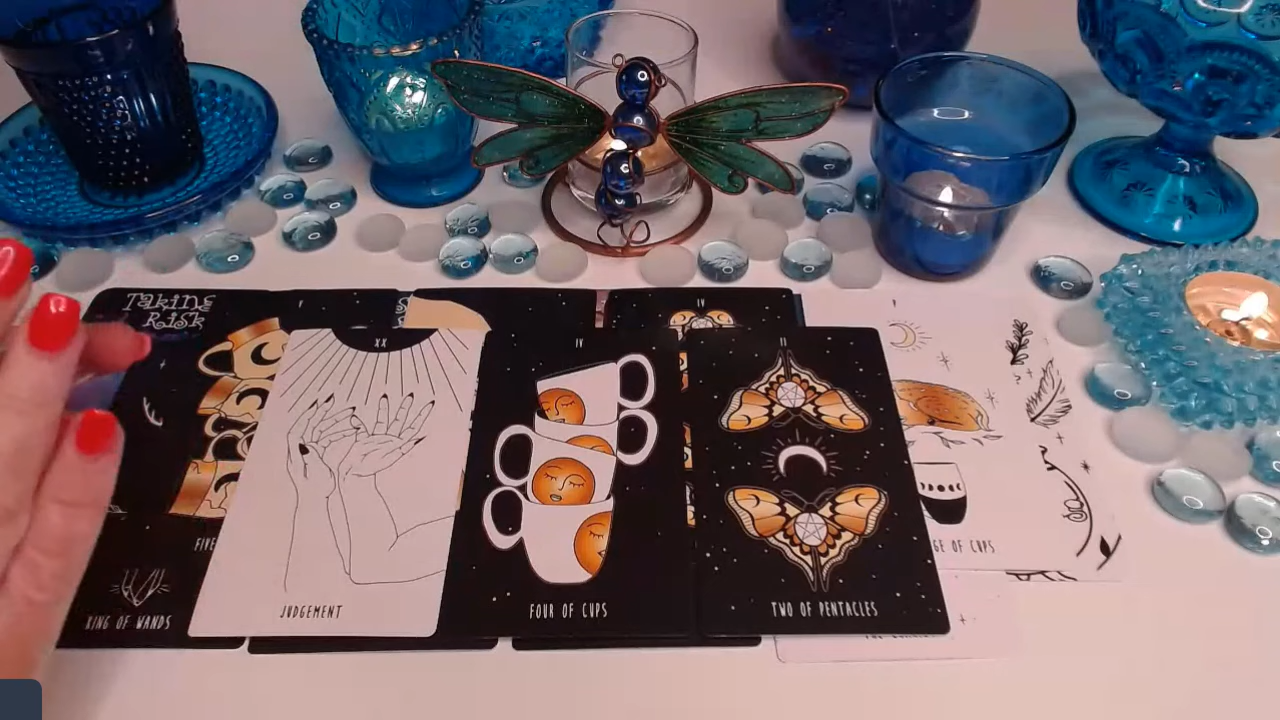 TAKING
RISK
V
IV
V
XX
IV
II
FIVE
KING OF WANDS
JUDGEMENT
FOUR OF CUPS
TWO OF PENTACLES
GE OF CUPS